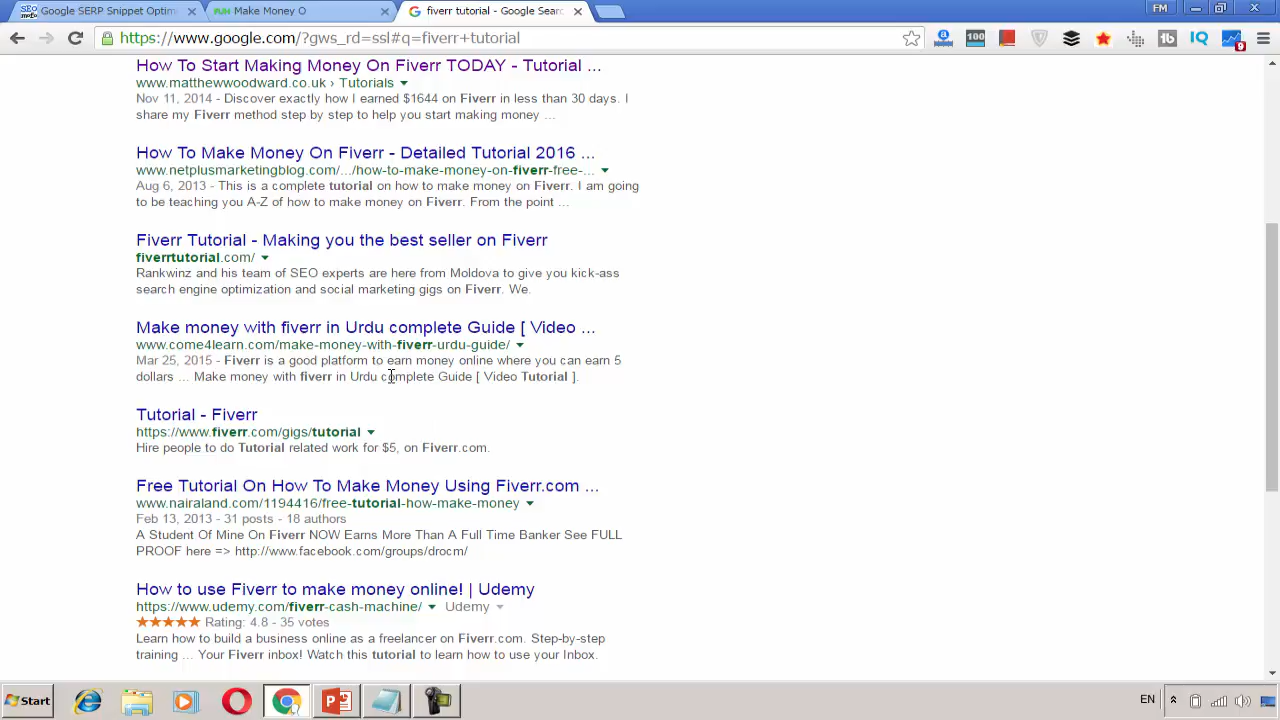 Google SERP Snippet Optim
Make Money O
fiverr tutorial - Google Searc
FM
https://www.google.com/?gws_rd=ssl#q=fiverr+tutorial
100
IQ
9
How To Start Making Money On Fiverr TODAY - Tutorial ...
www.matthewwoodward.co.uk › Tutorials
Nov 11, 2014 - Discover exactly how I earned $1644 on Fiverr in less than 30 days. I
share my Fiverr method step by step to help you start making money ...
How To Make Money On Fiverr - Detailed Tutorial 2016 ...
www.netplusmarketingblog.com/.../how-to-make-money-on-fiverr-free-...
Aug 6, 2013 - This is a complete tutorial on how to make money on Fiverr. I am going
to be teaching you A-Z of how to make money on Fiverr. From the point ...
Fiverr Tutorial - Making you the best seller on Fiverr
fiverrtutorial.com/
Rankwinz and his team of SEO experts are here from Moldova to give you kick-ass
search engine optimization and social marketing gigs on Fiverr. We.
Make money with fiverr in Urdu complete Guide [ Video ...
www.come4learn.com/make-money-with-fiverr-urdu-guide/
Mar 25, 2015 - Fiverr is a good platform to earn money online where you can earn 5
dollars ... Make money with fiverr in Urdu complete Guide [ Video Tutorial ].
Tutorial - Fiverr
https://www.fiverr.com/gigs/tutorial
Hire people to do Tutorial related work for $5, on Fiverr.com.
Free Tutorial On How To Make Money Using Fiverr.com ...
www.nairaland.com/1194416/free-tutorial-how-make-money
Feb 13, 2013 - 31 posts - 18 authors
A Student Of Mine On Fiverr NOW Earns More Than A Full Time Banker See FULL
PROOF here => http://www.facebook.com/groups/drocm/
How to use Fiverr to make money online! | Udemy
https://www.udemy.com/fiverr-cash-machine/ Udemy
Rating: 4.8 - 35 votes
Learn how to build a business online as a freelancer on Fiverr.com. Step-by-step
training ... Your Fiverr inbox! Watch this tutorial to learn how to use your Inbox.
Start
EN